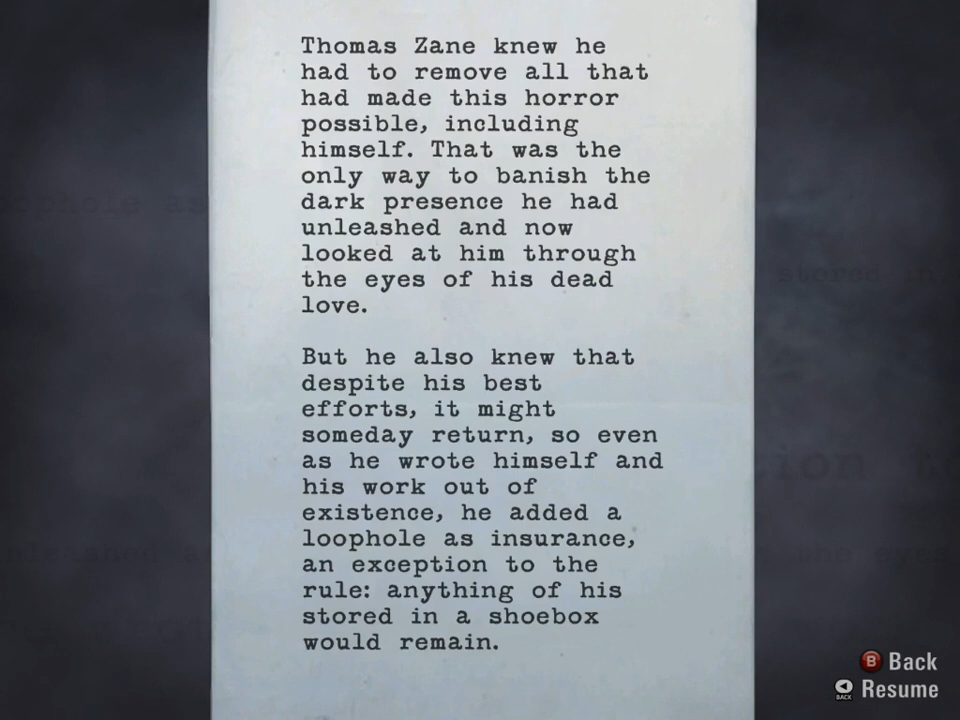 Thomas Zane knew he
had to remove all that
had made this horror
possible, including
himself. That was the
only way to banish the
dark presence he had
unleashed and now
looked at him through
the eyes of his dead
love.
But he also knew that
despite his best
efforts, it might
someday return, so even
as he wrote himself and
his work out of
existence, he added a
loophole as insurance,
an exception to the
rule: anything of his
stored in a shoebox
would remain.
B Back
BACK Resume